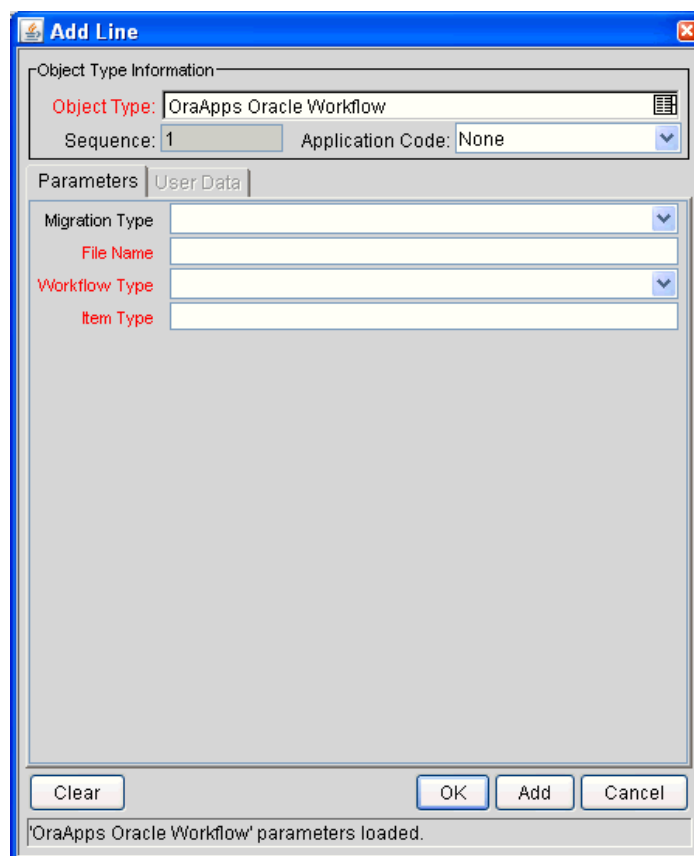 Add Line
Object Type Information
Object Type: OraApps Oracle Workflow
Sequence: 1 Application Code: None
Parameters User Data
Migration Type
File Name
Workflow Type
Item Type
Clear OK Add Cancel
'OraApps Oracle Workflow' parameters loaded.